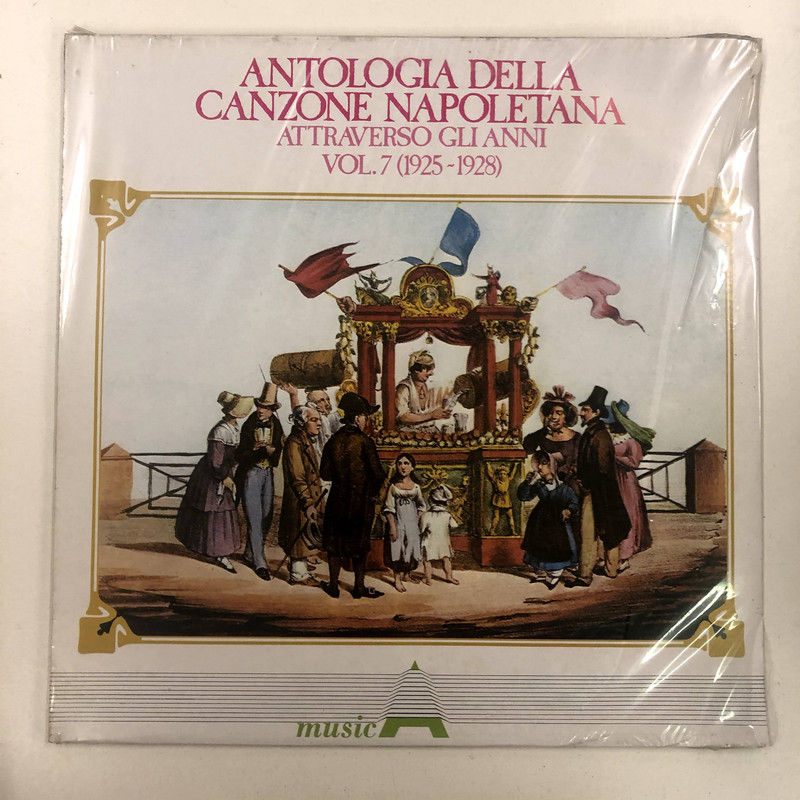 ANTOLOGIA DELLA
CANZONE NAPOLETANA
ATTRAVERSO GLI ANNI
VOL. 7 (1925-1928)
music A